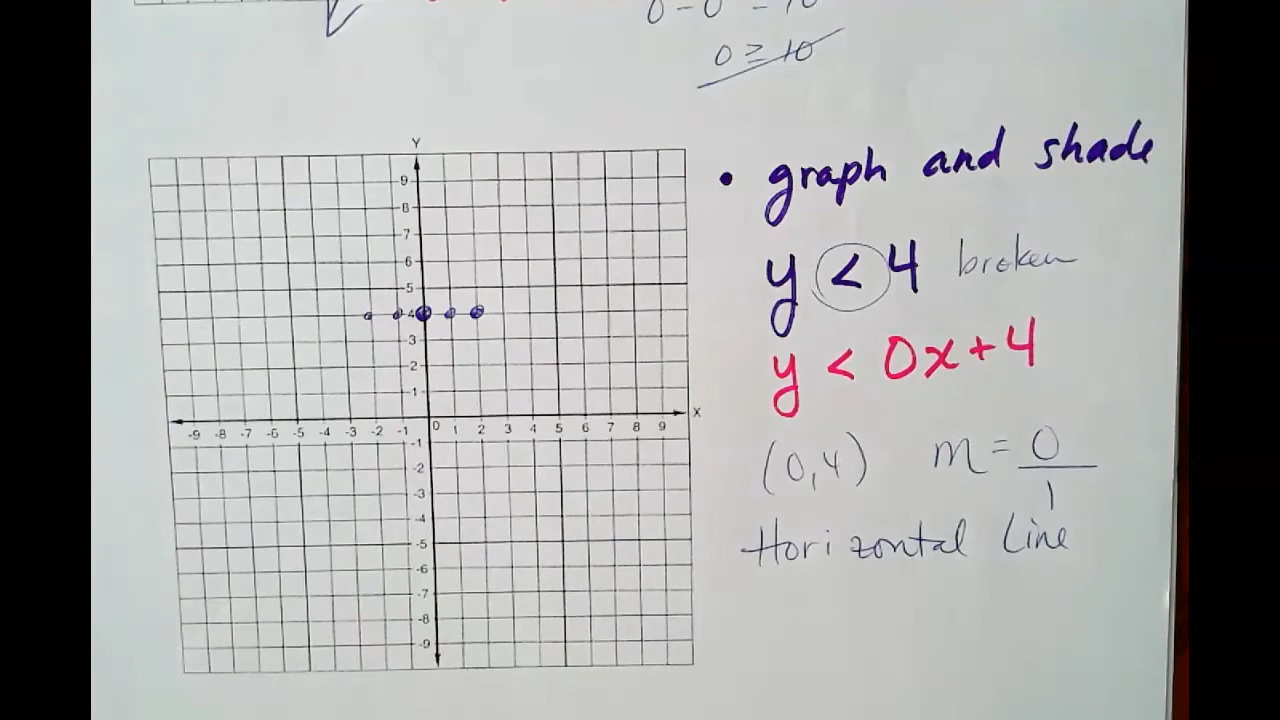 0 ≥ 10
• graph and shade
y < 4 broken
y < 0x + 4
(0,4) m = 0/1
Horizontal Line
Y
9
8
7
6
5
4
3
2
1
-9 -8 -7 -6 -5 -4 -3 -2 -1 0 1 2 3 4 5 6 7 8 9 X
-1
-2
-3
-4
-5
-6
-7
-8
-9